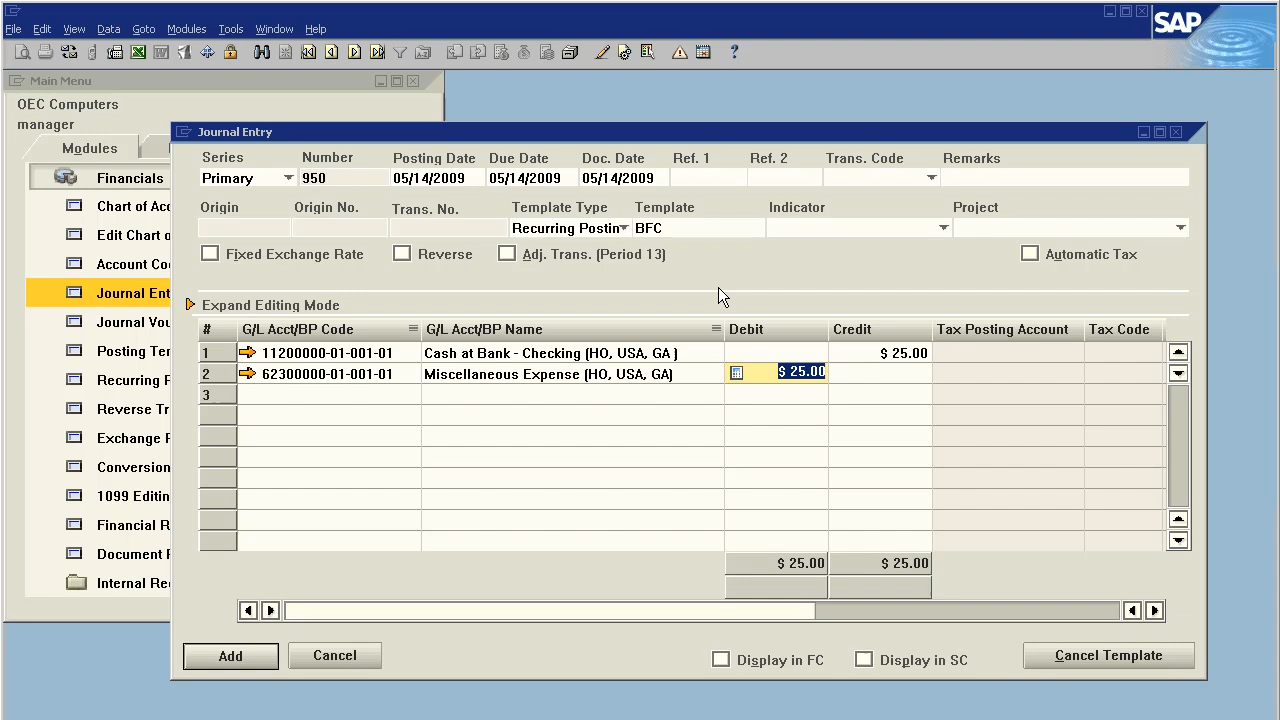 SAP
File Edit View Data Goto Modules Tools Window Help
Main Menu
OEC Computers
manager
Modules
Financials
Chart of Acc
Edit Chart o
Account Co
Journal Ent
Journal Vou
Posting Ten
Recurring P
Reverse Tr
Exchange F
Conversion
1099 Editin
Financial R
Document F
Internal Rec
Journal Entry
Series Number Posting Date Due Date Doc. Date Ref. 1 Ref. 2 Trans. Code Remarks
Primary 950 05/14/2009 05/14/2009 05/14/2009
Origin Origin No. Trans. No. Template Type Template Indicator Project
Recurring Postin BFC
Fixed Exchange Rate Reverse Adj. Trans. (Period 13) Automatic Tax
Expand Editing Mode
# G/L Acct/BP Code G/L Acct/BP Name Debit Credit Tax Posting Account Tax Code
1 11200000-01-001-01 Cash at Bank - Checking (HO, USA, GA ) $ 25.00
2 62300000-01-001-01 Miscellaneous Expense (HO, USA, GA) $ 25.00
3
$ 25.00 $ 25.00
Add Cancel Display in FC Display in SC Cancel Template